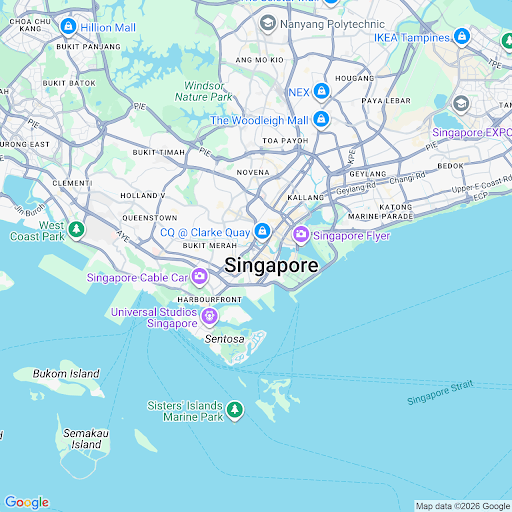 Hillion Mall
CHOA CHU
KANG
BUKIT PANJANG
Nanyang Polytechnic
IKEA Tampines
ANG MO KIO
BUKIT BATOK
Windsor
Nature Park
HOUGANG
NEX
PAYA LEBAR
PIE
The Woodleigh Mall
Singapore EXPO
TOA PAYOH
PIE
BUKIT TIMAH
KPE
PIE
NOVENA
GEYLANG
BEDOK
CLEMENTI
Geylang Rd
Changi Rd
Upper E Coast Rd
ECP
HOLLAND V
KALLANG
Jln Buroh
QUEENSTOWN
KATONG
MARINE PARADE
West
Coast Park
AYE
CQ @ Clarke Quay
Singapore Flyer
BUKIT MERAH
Singapore
Singapore Cable Car
HARBOURFRONT
Universal Studios
Singapore
Sentosa
Bukom Island
Singapore Strait
Sisters' Islands
Marine Park
Semakau
Island
Google
Map data ©2026 Google